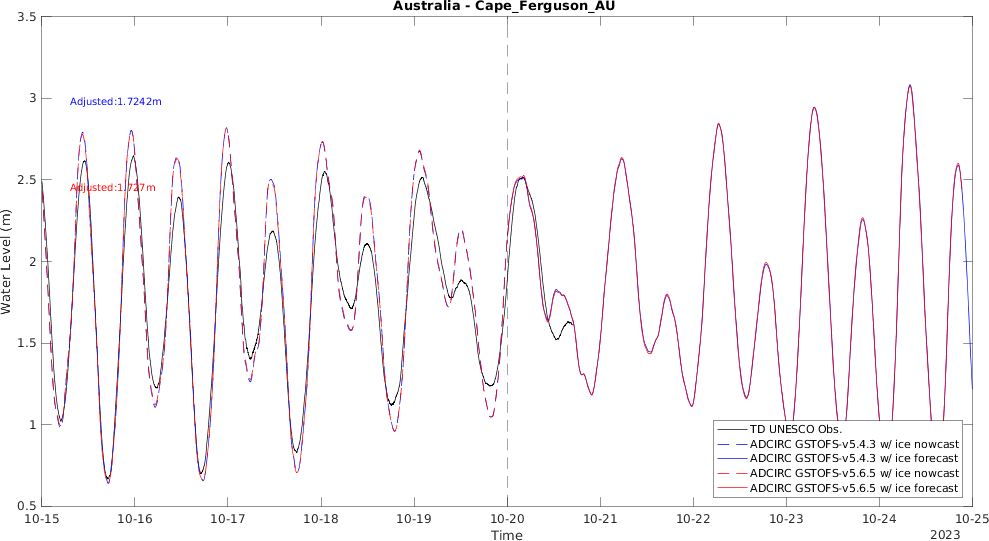 Australia - Cape_Ferguson_AU
3.5
3
2.5
2
1.5
1
0.5
Water Level (m)
Adjusted:1.7242m
Adjusted:1.727m
TD UNESCO Obs.
ADCIRC GSTOFS-v5.4.3 w/ ice nowcast
ADCIRC GSTOFS-v5.4.3 w/ ice forecast
ADCIRC GSTOFS-v5.6.5 w/ ice nowcast
ADCIRC GSTOFS-v5.6.5 w/ ice forecast
10-15 10-16 10-17 10-18 10-19 10-20 10-21 10-22 10-23 10-24 10-25
Time
2023